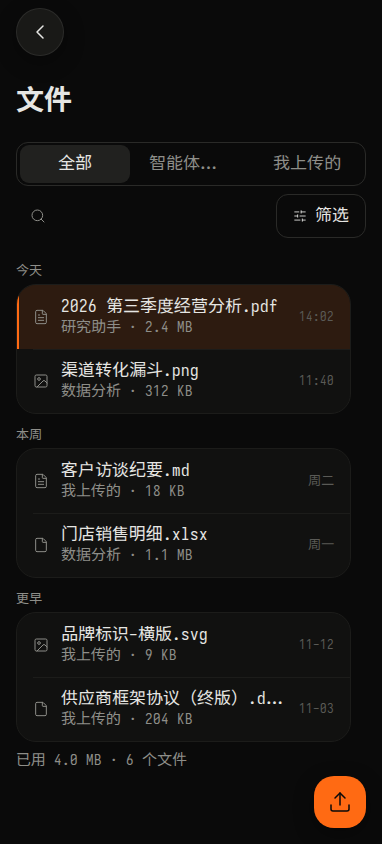 文件
全部 智能体... 我上传的
筛选
今天
2026 第三季度经营分析.pdf 14:02
研究助手 · 2.4 MB
渠道转化漏斗.png 11:40
数据分析 · 312 KB
本周
客户访谈纪要.md 周二
我上传的 · 18 KB
门店销售明细.xlsx 周一
数据分析 · 1.1 MB
更早
品牌标识-横版.svg 11-12
我上传的 · 9 KB
供应商框架协议（终版）.d... 11-03
我上传的 · 204 KB
已用 4.0 MB · 6 个文件